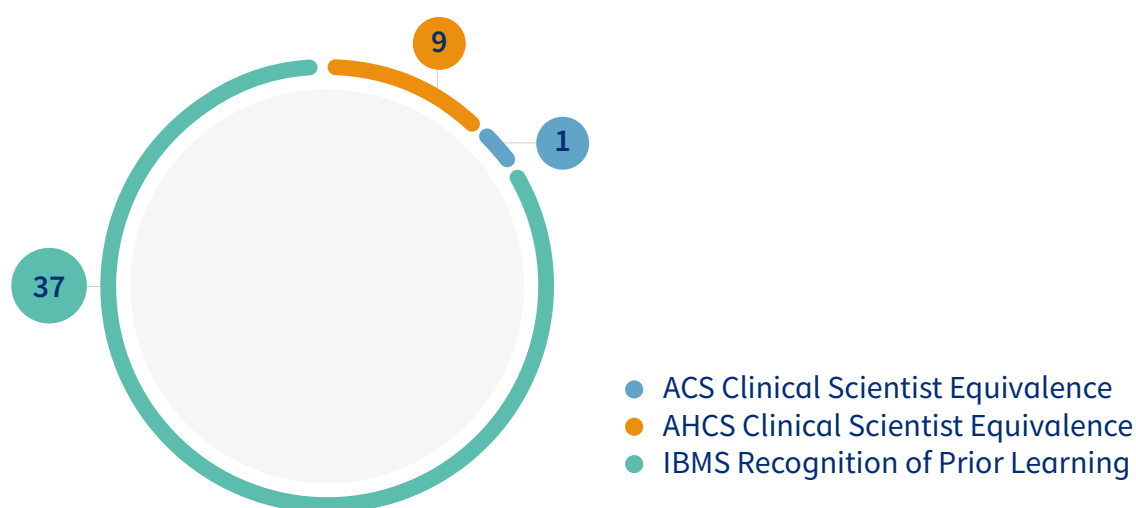 9
1
37
ACS Clinical Scientist Equivalence
AHCS Clinical Scientist Equivalence
IBMS Recognition of Prior Learning